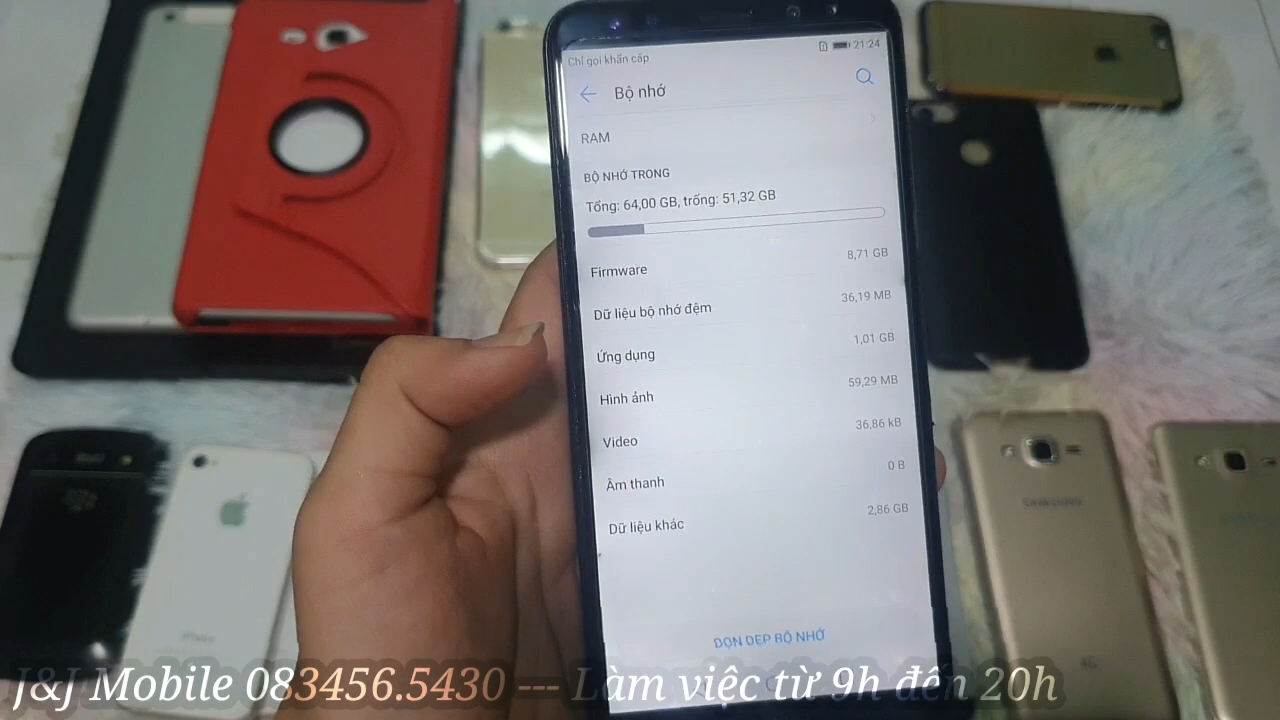 Chỉ gọi khẩn cấp 21:24
Bộ nhớ
RAM
BỘ NHỚ TRONG
Tổng: 64,00 GB, trống: 51,32 GB
Firmware 8,71 GB
Dữ liệu bộ nhớ đệm 36,19 MB
Ứng dụng 1,01 GB
Hình ảnh 59,29 MB
Video 36,86 kB
Âm thanh 0 B
Dữ liệu khác 2,86 GB
DỌN DẸP BỘ NHỚ
iPhone
SAMSUNG
4G
J&J Mobile 083456.5430 --- Làm việc từ 9h đến 20h